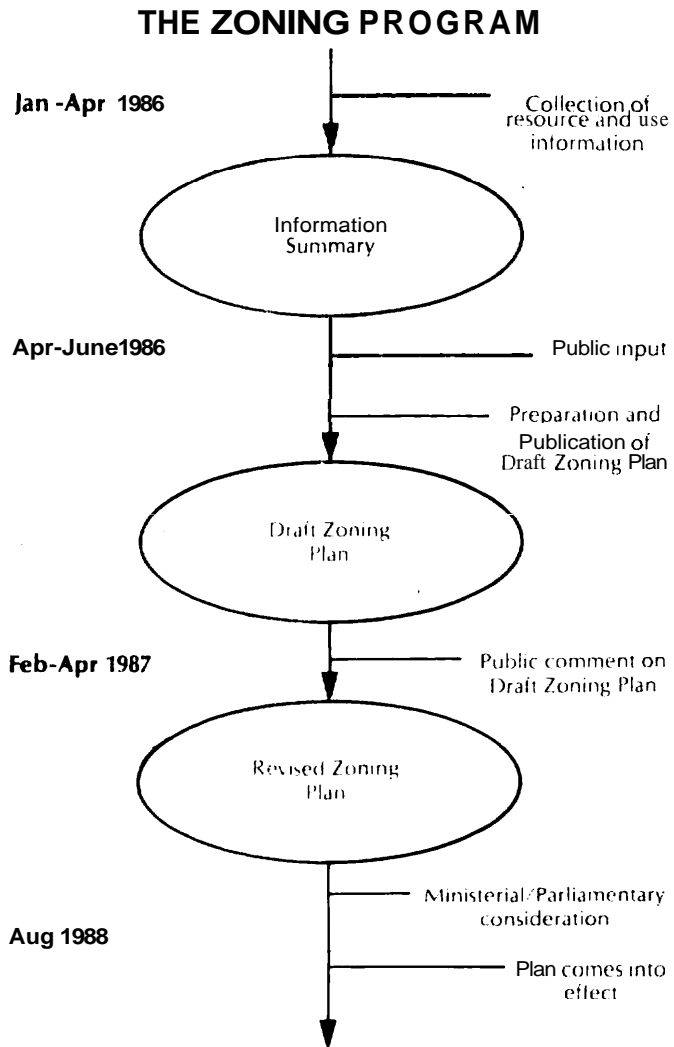 THE ZONING PROGRAM
Jan -Apr 1986
Collection of
resource and use
information
Information
Summary
Apr-June1986
Public input
Preparation and
Publication of
Draft Zoning Plan
Draft Zoning
Plan
Feb-Apr 1987
Public comment on
Draft Zoning Plan
Revised Zoning
Plan
Ministerial/Parliamentary
consideration
Aug 1988
Plan comes into
effect